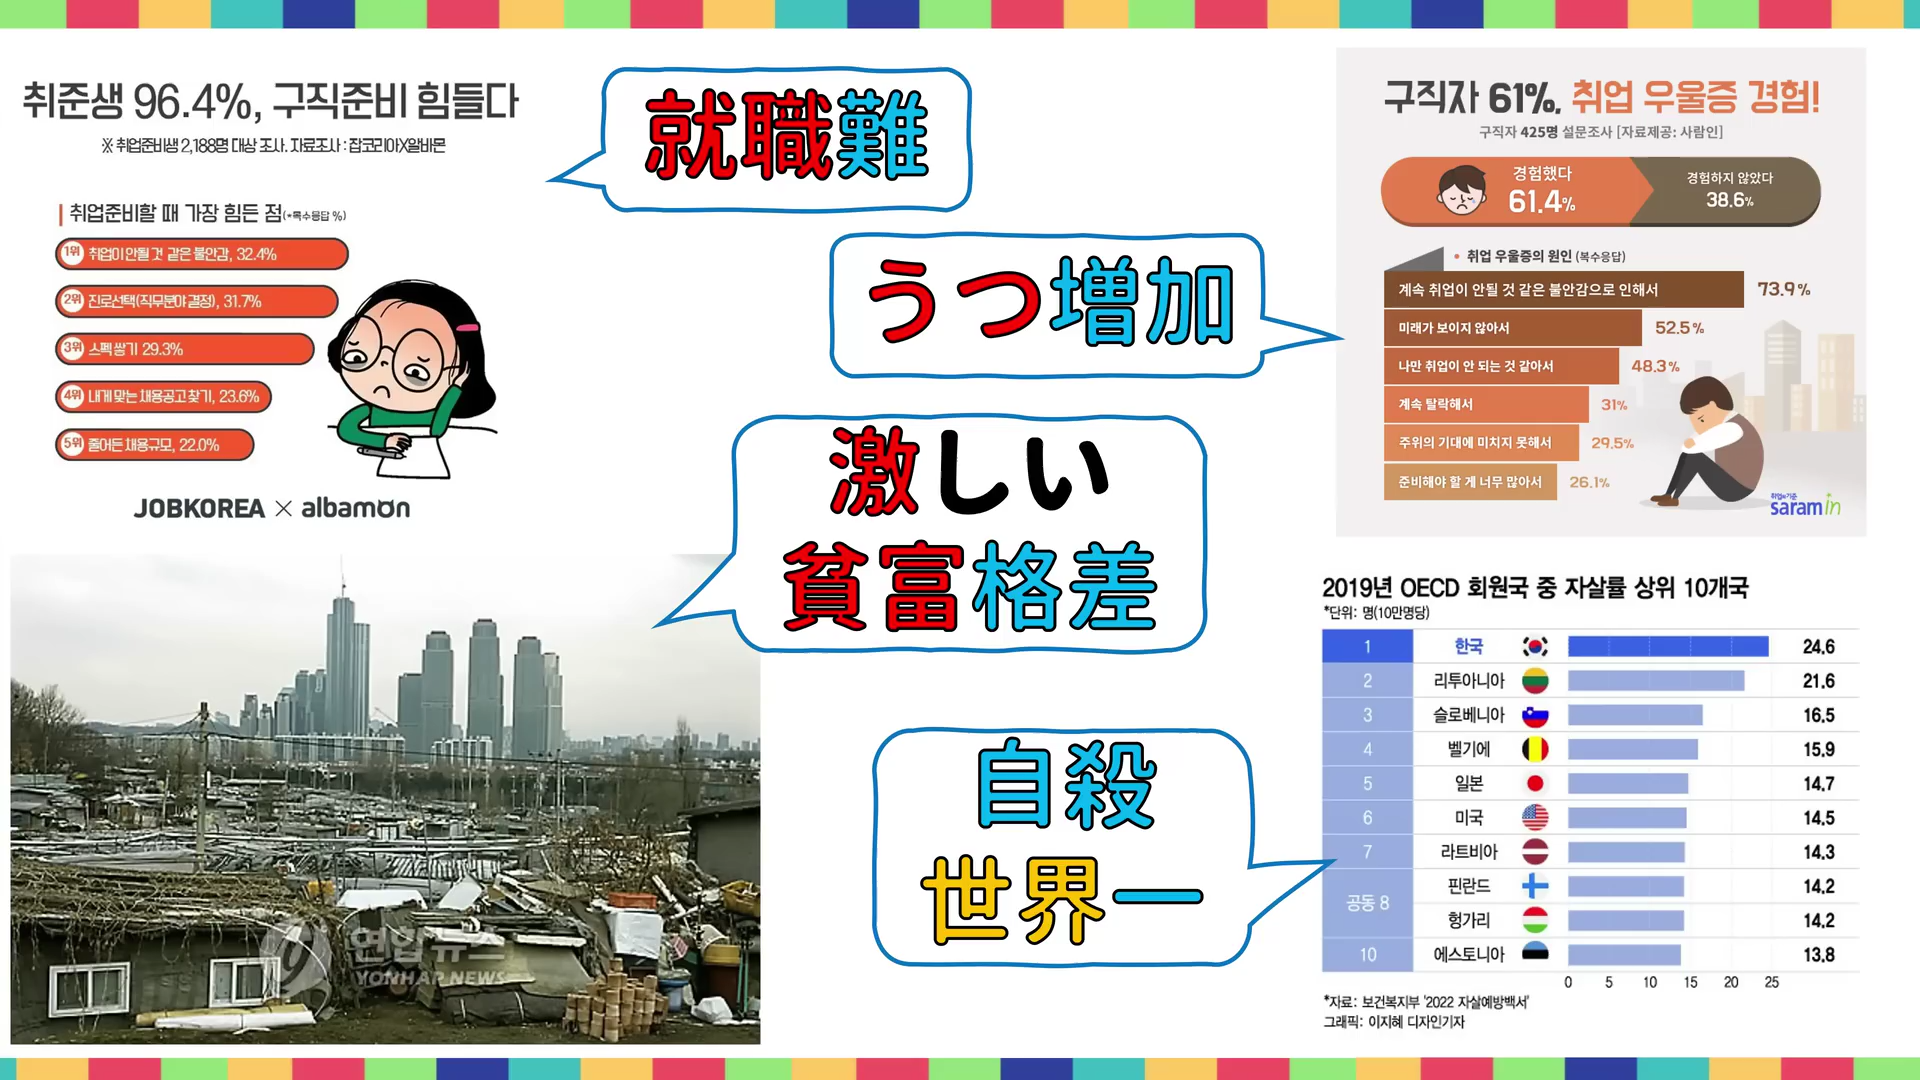 취준생 96.4%, 구직준비 힘들다
※ 취업준비생 2,188명 대상 조사. 자료조사 : 잡코리아X알바몬
취업준비할 때 가장 힘든 점(*복수응답 %)
1위 취업이 안될 것 같은 불안감, 32.4%
2위 진로선택(직무분야 결정), 31.7%
3위 스펙 쌓기 29.3%
4위 내게 맞는 채용공고 찾기, 23.6%
5위 줄어든 채용규모, 22.0%
JOBKOREA × albamon
就職難
うつ増加
激しい
貧富格差
自殺
世界一
구직자 61%, 취업 우울증 경험!
구직자 425명 설문조사 [자료제공: 사람인]
경험했다
61.4%
경험하지 않았다
38.6%
• 취업 우울증의 원인 (복수응답)
계속 취업이 안될 것 같은 불안감으로 인해서 73.9%
미래가 보이지 않아서 52.5%
나만 취업이 안 되는 것 같아서 48.3%
계속 탈락해서 31%
주위의 기대에 미치지 못해서 29.5%
준비해야 할 게 너무 많아서 26.1%
취업의 기준
saramin
연합뉴스
YONHAP NEWS
2019년 OECD 회원국 중 자살률 상위 10개국
*단위: 명(10만명당)
1 한국 24.6
2 리투아니아 21.6
3 슬로베니아 16.5
4 벨기에 15.9
5 일본 14.7
6 미국 14.5
7 라트비아 14.3
공동 8 핀란드 14.2
헝가리 14.2
10 에스토니아 13.8
0 5 10 15 20 25
*자료: 보건복지부 '2022 자살예방백서'
그래픽: 이지혜 디자인기자